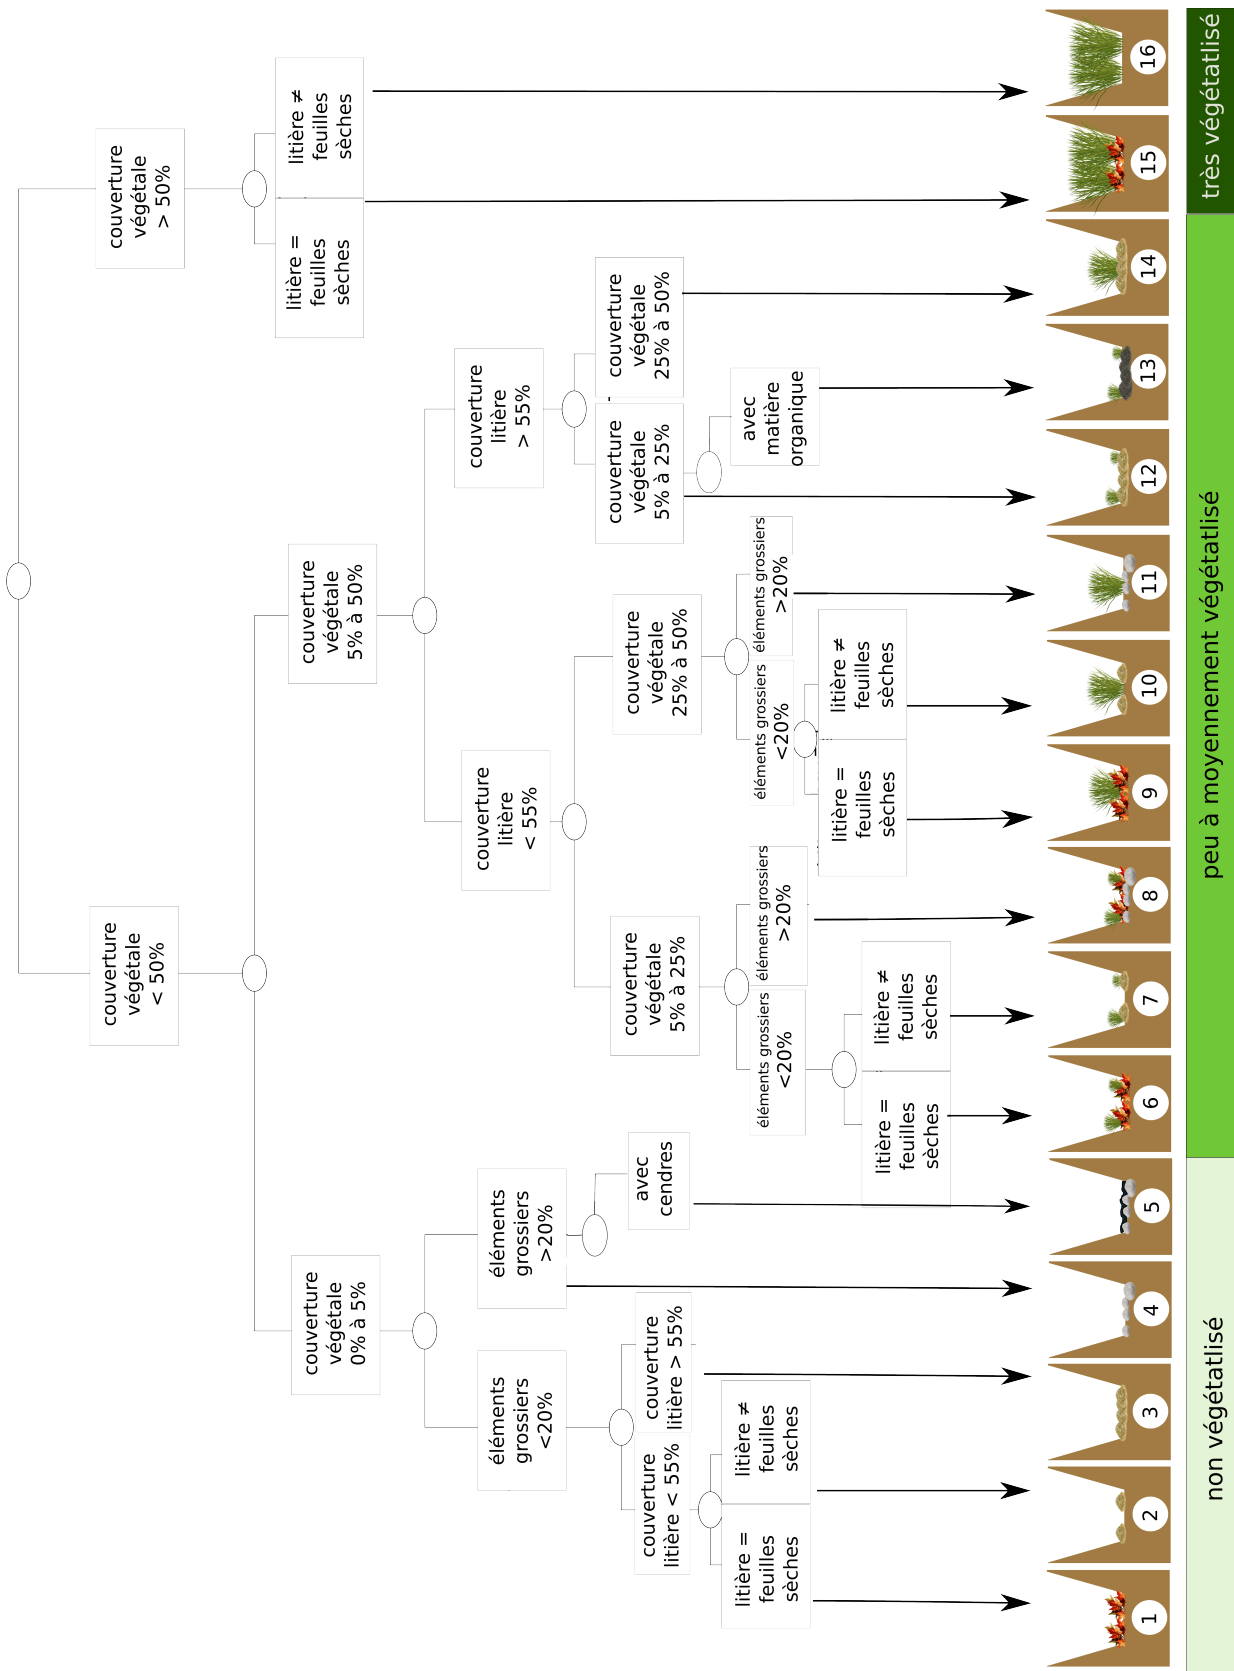 couverture
végétale
< 50%
couverture
végétale
> 50%
couverture
végétale
0% à 5%
couverture
végétale
5% à 50%
litière =
feuilles
sèches
litière ≠
feuilles
sèches
éléments
grossiers
<20%
éléments
grossiers
>20%
couverture
litière
< 55%
couverture
litière
> 55%
couverture
litière < 55%
couverture
litière > 55%
avec
cendres
couverture
végétale
5% à 25%
couverture
végétale
25% à 50%
couverture
végétale
5% à 25%
couverture
végétale
25% à 50%
litière =
feuilles
sèches
litière ≠
feuilles
sèches
éléments grossiers
<20%
éléments grossiers
>20%
éléments grossiers
<20%
éléments grossiers
>20%
avec
matière
organique
litière =
feuilles
sèches
litière ≠
feuilles
sèches
litière =
feuilles
sèches
litière ≠
feuilles
sèches
1
2
3
4
5
6
7
8
9
10
11
12
13
14
15
16
non végétatlisé
peu à moyennement végétatlisé
très végétatlisé